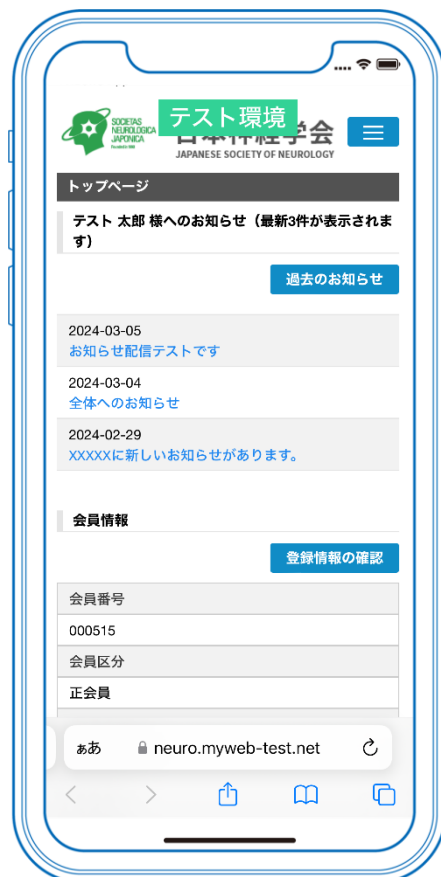 ....
SOCIETAS
NEUROLOGICA
JAPONICA
テスト環境
日本神経学会
JAPANESE SOCIETY OF NEUROLOGY
トップページ
テスト 太郎 様へのお知らせ（最新3件が表示されま
す）
過去のお知らせ
2024-03-05
お知らせ配信テストです
2024-03-04
全体へのお知らせ
2024-02-29
XXXXXに新しいお知らせがあります。
会員情報
登録情報の確認
会員番号
000515
会員区分
正会員
ぁあ
neuro.myweb-test.net